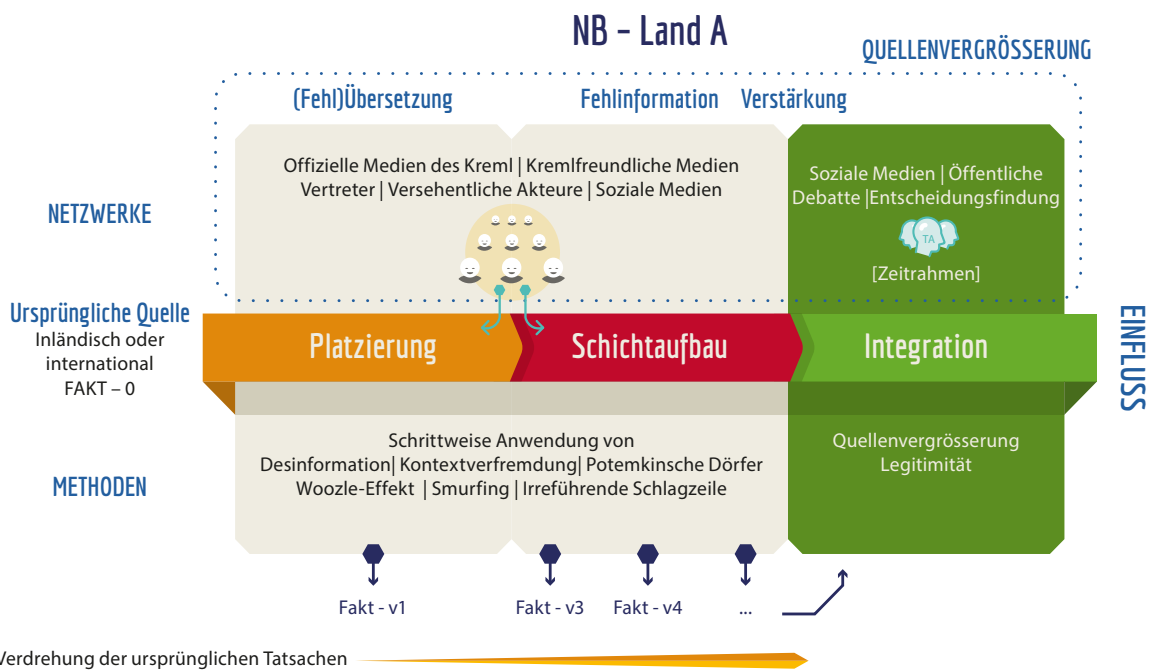 NB – Land A
QUELLENVERGRÖSSERUNG
(Fehl)Übersetzung
Fehlinformation
Verstärkung
Offizielle Medien des Kreml | Kremlfreundliche Medien
Vertreter | Versehentliche Akteure | Soziale Medien
Soziale Medien | Öffentliche
Debatte |Entscheidungsfindung
TA
[Zeitrahmen]
NETZWERKE
Ursprüngliche Quelle
Inländisch oder
international
FAKT – 0
Platzierung
Schichtaufbau
Integration
EINFLUSS
METHODEN
Schrittweise Anwendung von
Desinformation| Kontextverfremdung| Potemkinsche Dörfer
Woozle-Effekt | Smurfing | Irreführende Schlagzeile
Quellenvergrösserung
Legitimität
Fakt - v1
Fakt - v3
Fakt - v4
...
Verdrehung der ursprünglichen Tatsachen